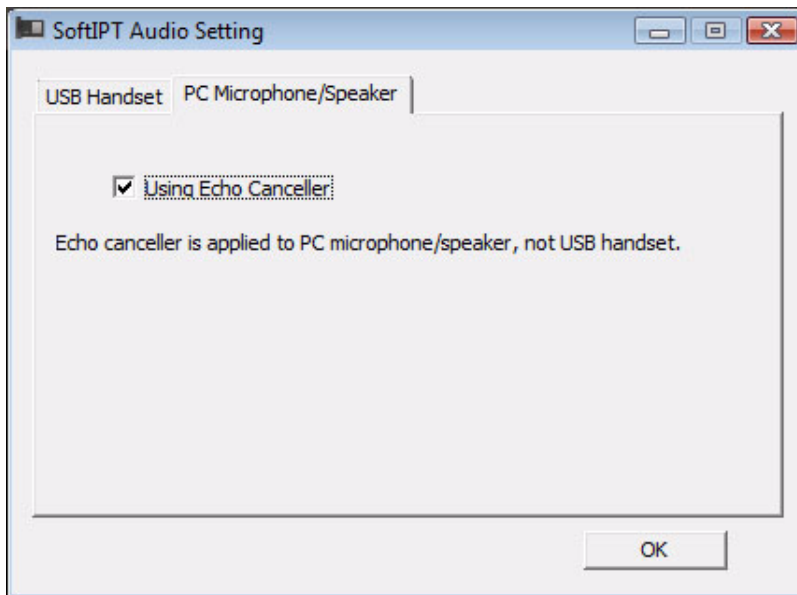 SoftIPT Audio Setting
USB Handset PC Microphone/Speaker
Using Echo Canceller
Echo canceller is applied to PC microphone/speaker, not USB handset.
OK